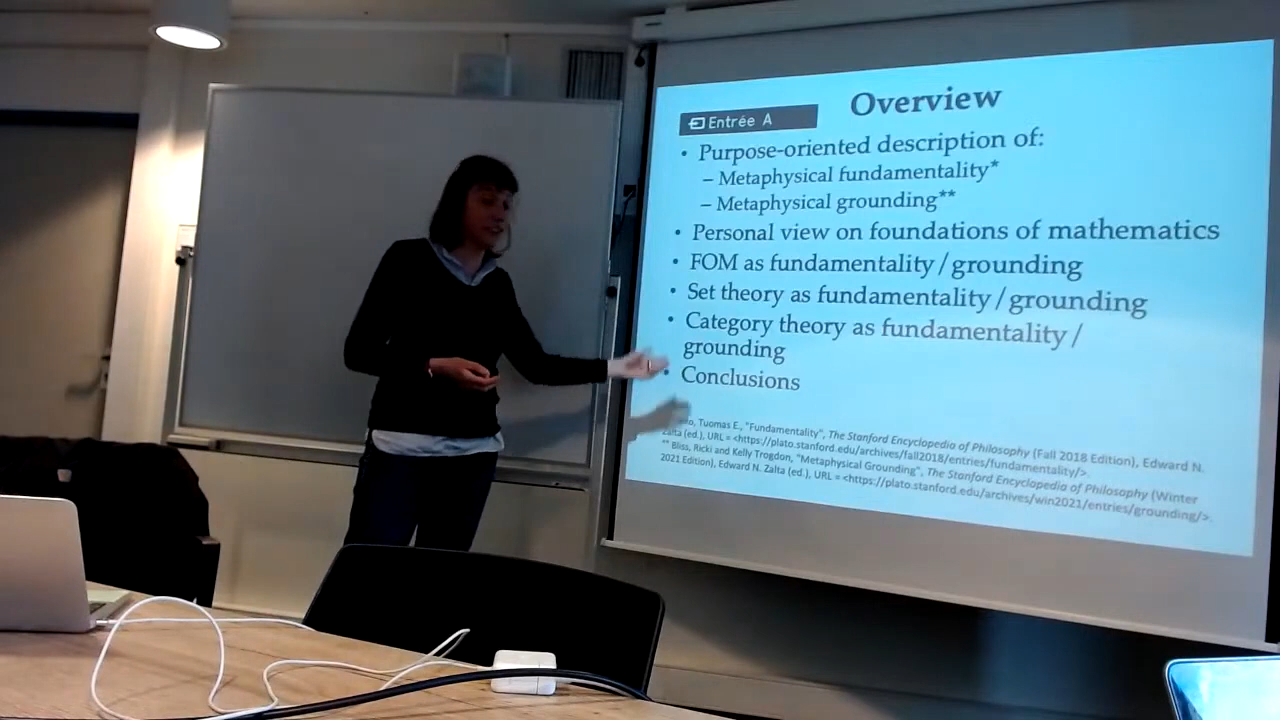 Overview
Entrée A
• Purpose-oriented description of:
– Metaphysical fundamentality*
– Metaphysical grounding**
• Personal view on foundations of mathematics
• FOM as fundamentality/grounding
• Set theory as fundamentality/grounding
• Category theory as fundamentality/
grounding
• Conclusions
Tuomas E., "Fundamentality", The Stanford Encyclopedia of Philosophy (Fall 2018 Edition), Edward N.
Zalta (ed.), URL = <https://plato.stanford.edu/archives/fall2018/entries/fundamentality/>.
** Bliss, Ricki and Kelly Trogdon, "Metaphysical Grounding", The Stanford Encyclopedia of Philosophy (Winter
2021 Edition), Edward N. Zalta (ed.), URL = <https://plato.stanford.edu/archives/win2021/entries/grounding/>.